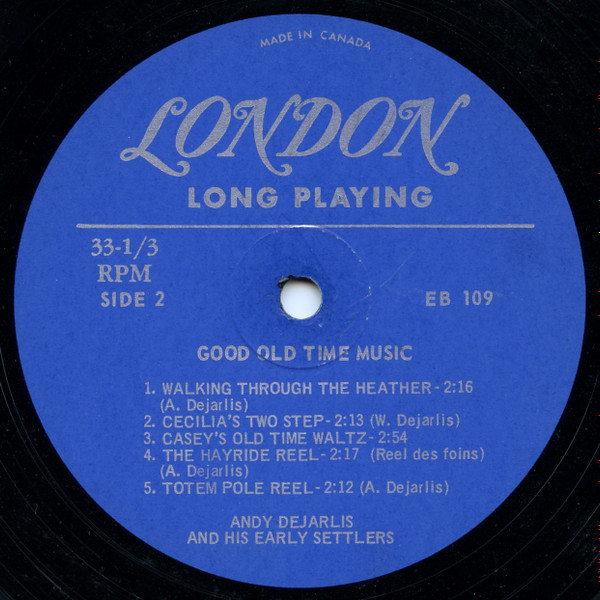 MADE IN CANADA
LONDON
LONG PLAYING
33-1/3
RPM
SIDE 2
EB 109
GOOD OLD TIME MUSIC
1. WALKING THROUGH THE HEATHER - 2:16
(A. Dejarlis)
2. CECILIA'S TWO STEP - 2:13 (W. Dejarlis)
3. CASEY'S OLD TIME WALTZ - 2:54
4. THE HAYRIDE REEL - 2:17 (Reel des foins)
(A. Dejarlis)
5. TOTEM POLE REEL - 2:12 (A. Dejarlis)
ANDY DEJARLIS
AND HIS EARLY SETTLERS